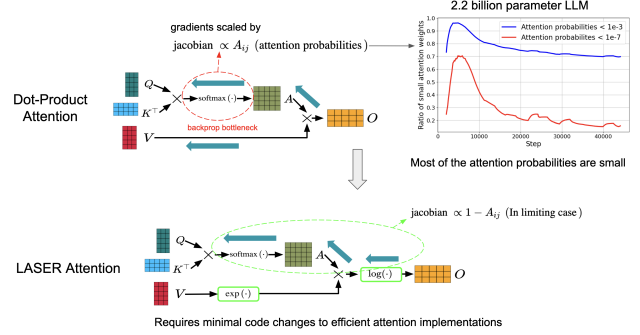 2.2 billion parameter LLM
gradients scaled by
jacobian ∝ A_ij (attention probabilities)
Dot-Product
Attention
Q
K^⊤
V
softmax (·)
A
O
backprop bottleneck
Ratio of small attention weights
1.0
0.9
0.8
0.7
0.6
0.5
0.4
0.3
0.2
Attention probabilities < 1e-3
Attention probabilites < 1e-7
0
10000
20000
30000
40000
Step
Most of the attention probabilities are small
jacobian ∝ 1 − A_ij (In limiting case)
LASER Attention
Q
K^⊤
V
softmax (·)
A
exp (·)
log(·)
O
Requires minimal code changes to efficient attention implementations